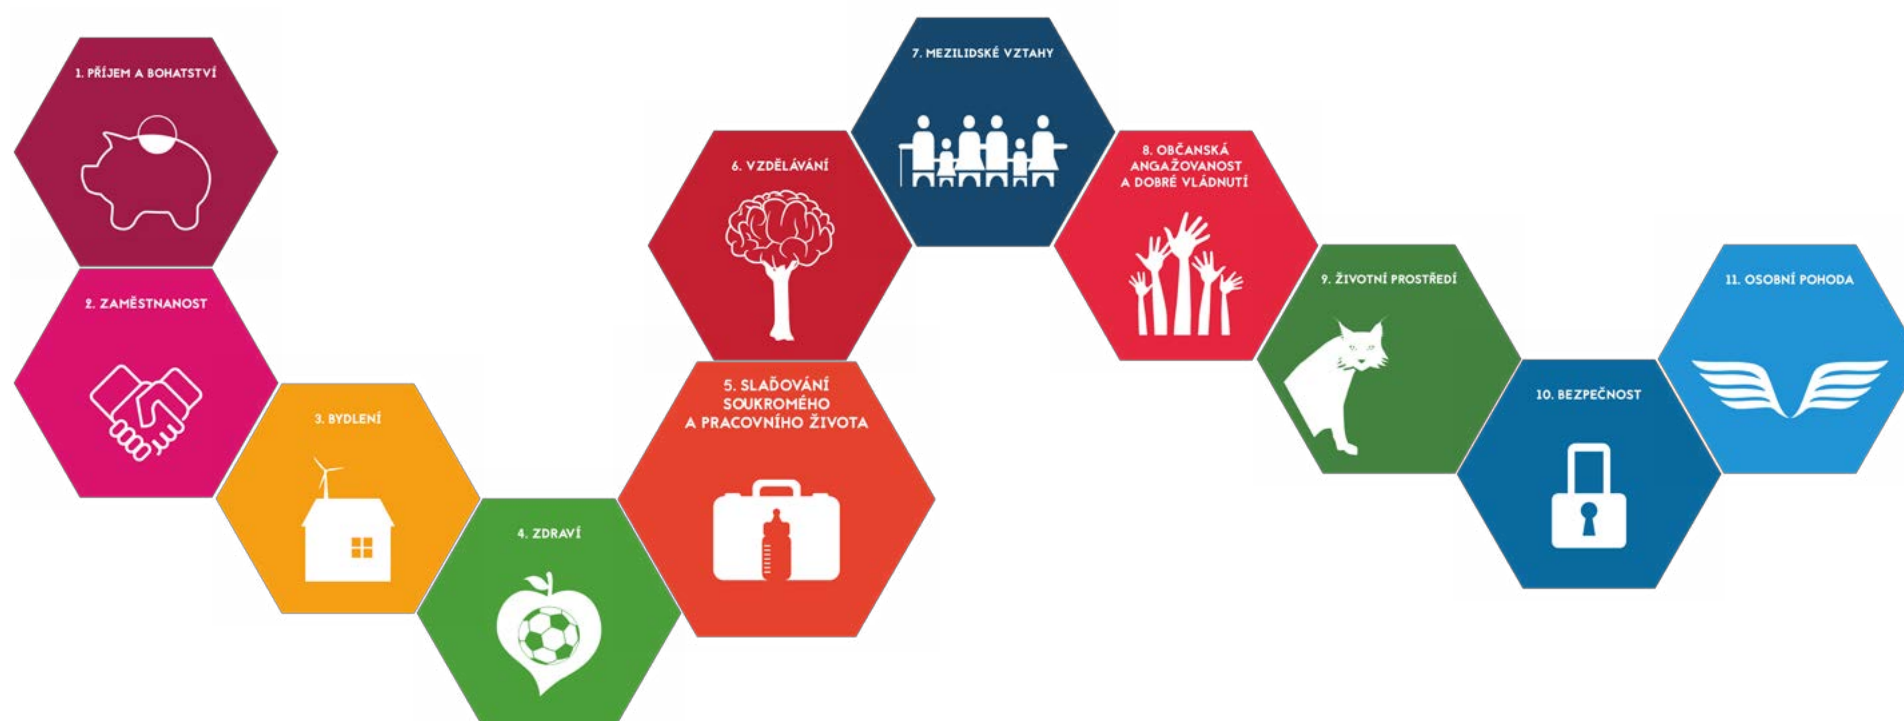 1. PŘÍJEM A BOHATSTVÍ
2. ZAMĚSTNANOST
3. BYDLENÍ
4. ZDRAVÍ
5. SLAĎOVÁNÍ
SOUKROMÉHO
A PRACOVNÍHO ŽIVOTA
6. VZDĚLÁVÁNÍ
7. MEZILIDSKÉ VZTAHY
8. OBČANSKÁ
ANGAŽOVANOST
A DOBRÉ VLÁDNUTÍ
9. ŽIVOTNÍ PROSTŘEDÍ
10. BEZPEČNOST
11. OSOBNÍ POHODA